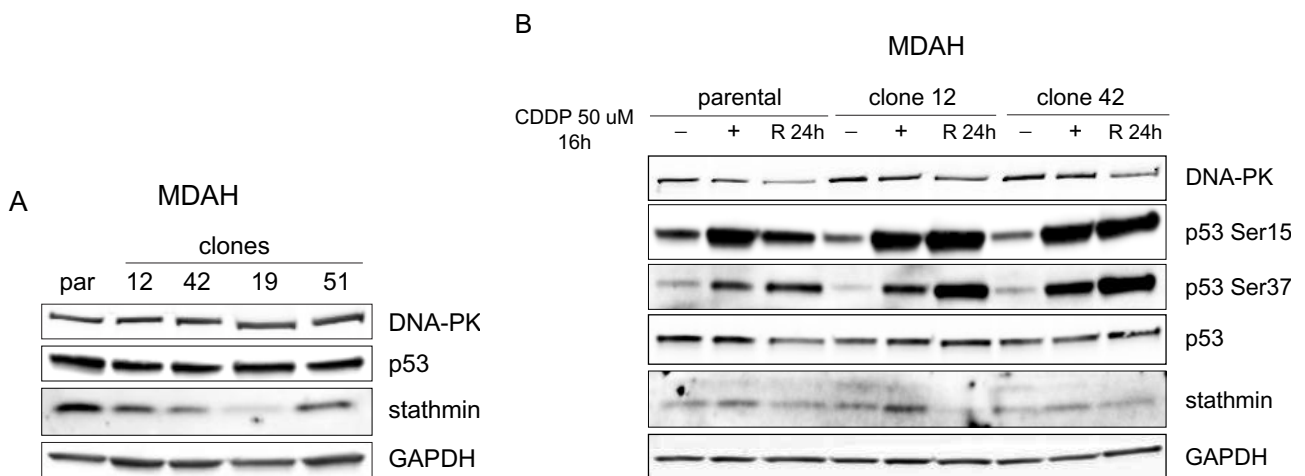 A
MDAH
clones
par 12 42 19 51
DNA-PK
p53
stathmin
GAPDH
B
MDAH
parental clone 12 clone 42
CDDP 50 uM
16h
– + R 24h – + R 24h – + R 24h
DNA-PK
p53 Ser15
p53 Ser37
p53
stathmin
GAPDH